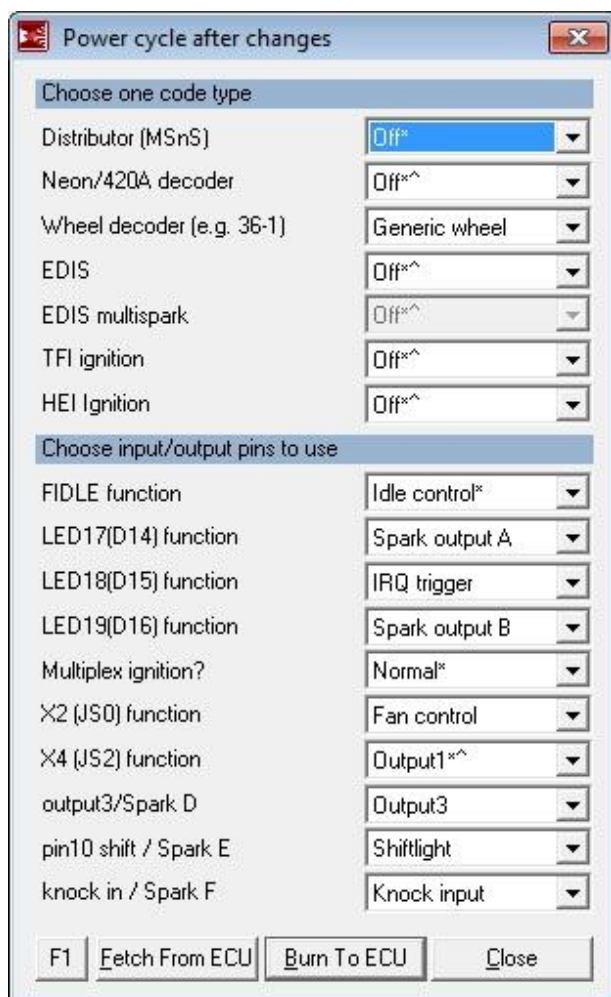 Power cycle after changes
Choose one code type
Distributor (MSnS) Off*
Neon/420A decoder Off*^
Wheel decoder (e.g. 36-1) Generic wheel
EDIS Off*^
EDIS multispark Off*^
TFI ignition Off*^
HEI Ignition Off*^
Choose input/output pins to use
FIDLE function Idle control*
LED17(D14) function Spark output A
LED18(D15) function IRQ trigger
LED19(D16) function Spark output B
Multiplex ignition? Normal*
X2 (JS0) function Fan control
X4 (JS2) function Output1*^
output3/Spark D Output3
pin10 shift / Spark E Shiftlight
knock in / Spark F Knock input
F1 Fetch From ECU Burn To ECU Close